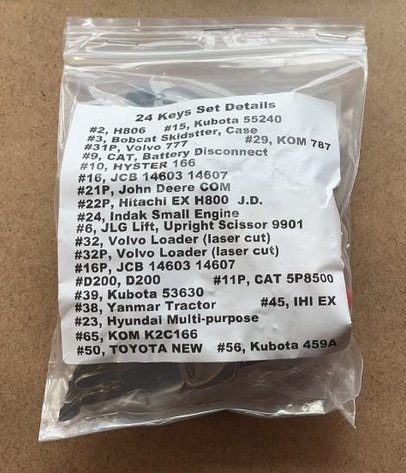 24 Keys Set Details
#2, H806 #15, Kubota 55240
#3, Bobcat Skidstter, Case
#31P, Volvo 777 #29, KOM 787
#9, CAT, Battery Disconnect
#10, HYSTER 166
#16, JCB 14603 14607
#21P, John Deere COM
#22P, Hitachi EX H800 J.D.
#24, Indak Small Engine
#6, JLG Lift, Upright Scissor 9901
#32, Volvo Loader (laser cut)
#32P, Volvo Loader (laser cut)
#16P, JCB 14603 14607
#D200, D200 #11P, CAT 5P8500
#39, Kubota 53630
#38, Yanmar Tractor #45, IHI EX
#23, Hyundai Multi-purpose
#65, KOM K2C166
#50, TOYOTA NEW #56, Kubota 459A